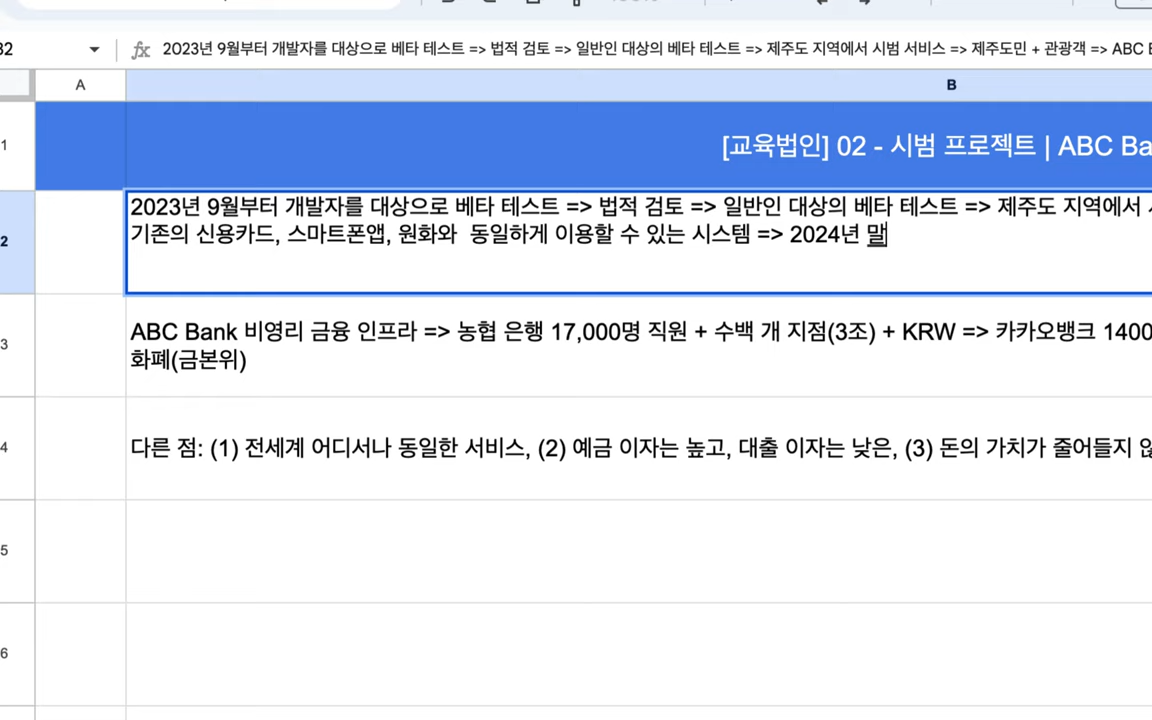 32
2023년 9월부터 개발자를 대상으로 베타 테스트 => 법적 검토 => 일반인 대상의 베타 테스트 => 제주도 지역에서 시범 서비스 => 제주도민 + 관광객 => ABC
A
B
1
[교육법인] 02 - 시범 프로젝트 | ABC Ba
2
2023년 9월부터 개발자를 대상으로 베타 테스트 => 법적 검토 => 일반인 대상의 베타 테스트 => 제주도 지역에서
기존의 신용카드, 스마트폰앱, 원화와 동일하게 이용할 수 있는 시스템 => 2024년 말
3
ABC Bank 비영리 금융 인프라 => 농협 은행 17,000명 직원 + 수백 개 지점(3조) + KRW => 카카오뱅크 1400
화폐(금본위)
4
다른 점: (1) 전세계 어디서나 동일한 서비스, (2) 예금 이자는 높고, 대출 이자는 낮은, (3) 돈의 가치가 줄어들지
5
6